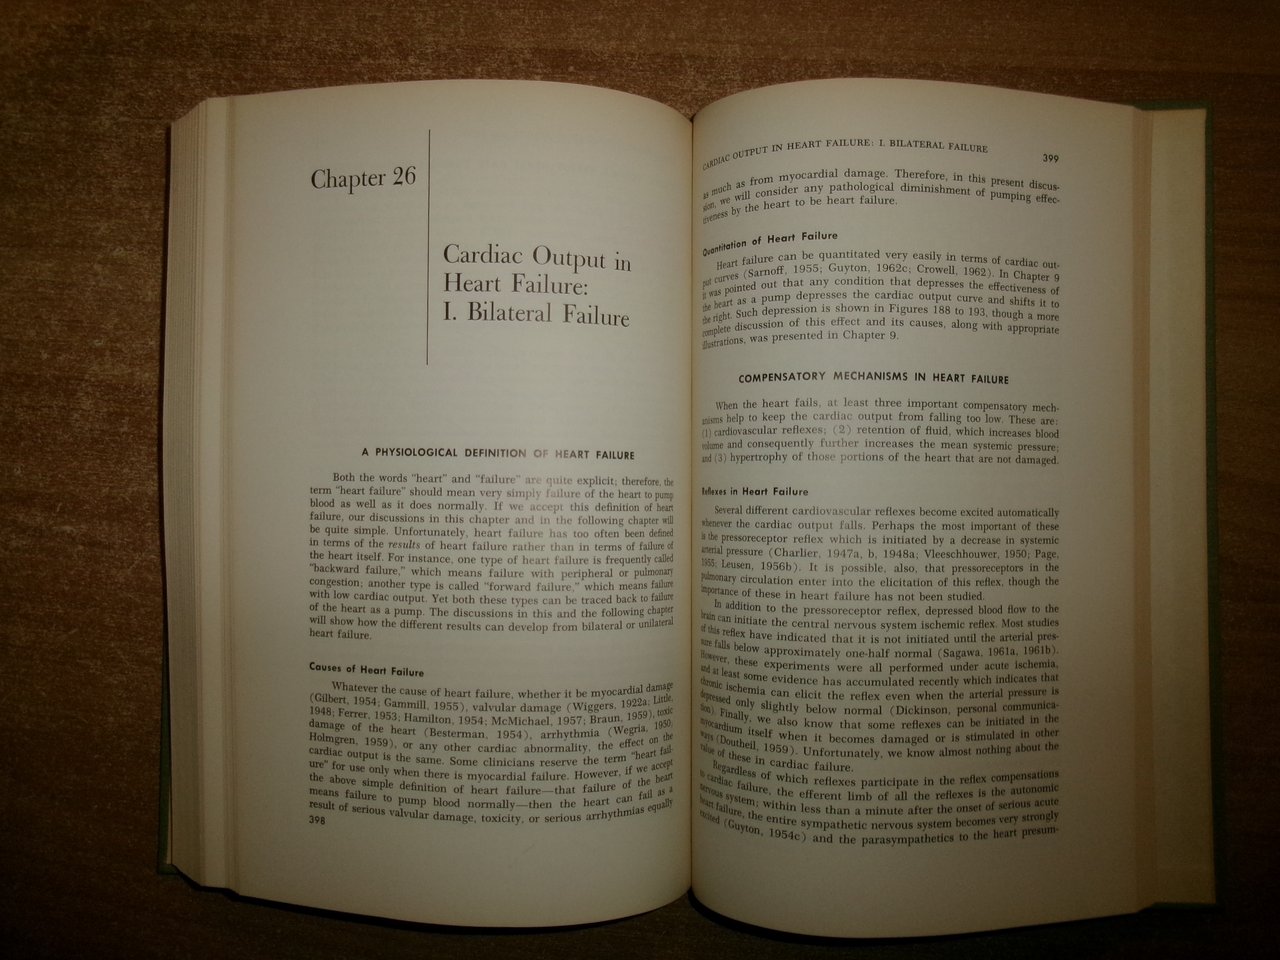 Chapter 26
Cardiac Output in
Heart Failure:
I. Bilateral Failure
A PHYSIOLOGICAL DEFINITION OF HEART FAILURE
Both the words "heart" and "failure" are quite explicit; therefore, the
term "heart failure" should mean very simply failure of the heart to pump
blood as well as it does normally. If we accept this definition of heart
failure, our discussions in this chapter and in the following chapter will
be quite simple. Unfortunately, heart failure has too often been defined
in terms of the results of heart failure rather than in terms of failure of
the heart itself. For instance, one type of heart failure is frequently called
"backward failure," which means failure with peripheral or pulmonary
congestion; another type is called "forward failure," which means failure
with low cardiac output. Yet both these types can be traced back to failure
of the heart as a pump. The discussions in this and the following chapter
will show how the different results can develop from bilateral or unilateral
heart failure.
Causes of Heart Failure
Whatever the cause of heart failure, whether it be myocardial damage
(Gilbert, 1954; Gammill, 1955), valvular damage (Wiggers, 1922a; Little,
1948; Ferrer, 1953; Hamilton, 1954; McMichael, 1957; Braun, 1959), toxic
damage of the heart (Besterman, 1954), arrhythmia (Wegria, 1950;
Holmgren, 1959), or any other cardiac abnormality, the effect on the
cardiac output is the same. Some clinicians reserve the term "heart fail-
ure" for use only when there is myocardial failure. However, if we accept
the above simple definition of heart failure—that failure of the heart
means failure to pump blood normally—then the heart can fail as a
result of serious valvular damage, toxicity, or serious arrhythmias equally
398
CARDIAC OUTPUT IN HEART FAILURE: I. BILATERAL FAILURE
399
as much as from myocardial damage. Therefore, in this present discus-
sion, we will consider any pathological diminishment of pumping effec-
tiveness by the heart to be heart failure.
Quantitation of Heart Failure
Heart failure can be quantitated very easily in terms of cardiac out-
put curves (Sarnoff, 1955; Guyton, 1962c; Crowell, 1962). In Chapter 9
it was pointed out that any condition that depresses the effectiveness of
the heart as a pump depresses the cardiac output curve and shifts it to
the right. Such depression is shown in Figures 188 to 193, though a more
complete discussion of this effect and its causes, along with appropriate
illustrations, was presented in Chapter 9.
COMPENSATORY MECHANISMS IN HEART FAILURE
When the heart fails, at least three important compensatory mech-
anisms help to keep the cardiac output from falling too low. These are:
(1) cardiovascular reflexes; (2) retention of fluid, which increases blood
volume and consequently further increases the mean systemic pressure;
and (3) hypertrophy of those portions of the heart that are not damaged.
Reflexes in Heart Failure
Several different cardiovascular reflexes become excited automatically
whenever the cardiac output falls. Perhaps the most important of these
is the pressoreceptor reflex which is initiated by a decrease in systemic
arterial pressure (Charlier, 1947a, b, 1948a; Vleeschhouwer, 1950; Page,
1955; Leusen, 1956b). It is possible, also, that pressoreceptors in the
pulmonary circulation enter into the elicitation of this reflex, though the
importance of these in heart failure has not been studied.
In addition to the pressoreceptor reflex, depressed blood flow to the
brain can initiate the central nervous system ischemic reflex. Most studies
of this reflex have indicated that it is not initiated until the arterial pres-
sure falls below approximately one-half normal (Sagawa, 1961a, 1961b).
However, these experiments were all performed under acute ischemia,
and at least some evidence has accumulated recently which indicates that
chronic ischemia can elicit the reflex even when the arterial pressure is
depressed only slightly below normal (Dickinson, personal communica-
tion). Finally, we also know that some reflexes can be initiated in the
myocardium itself when it becomes damaged or is stimulated in other
ways (Doutheil, 1959). Unfortunately, we know almost nothing about the
value of these in cardiac failure.
Regardless of which reflexes participate in the reflex compensations
to cardiac failure, the efferent limb of all the reflexes is the autonomic
nervous system; within less than a minute after the onset of serious acute
heart failure, the entire sympathetic nervous system becomes very strongly
excited (Guyton, 1954c) and the parasympathetics to the heart presum-